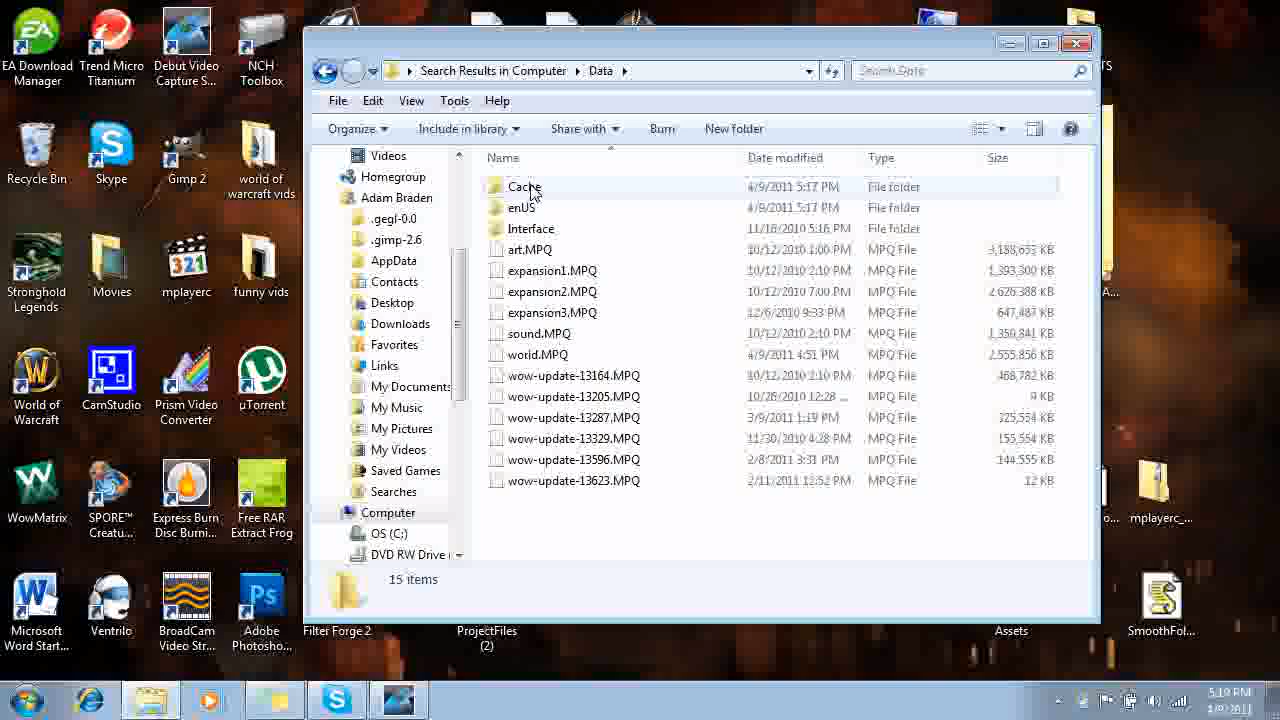 EA Download
Manager
Trend Micro
Titanium
Debut Video
Capture S...
NCH
Toolbox
Recycle Bin
Skype
Gimp 2
world of
warcraft vids
Stronghold
Legends
Movies
321
mplayerc
funny vids
World of
Warcraft
CamStudio
Prism Video
Converter
µTorrent
WowMatrix
SPORE™
Creatu...
Express Burn
Disc Burni...
Free RAR
Extract Frog
Microsoft
Word Start...
Ventrilo
BroadCam
Video Str...
Ps
Adobe
Photosho...
Search Results in Computer
Data
Search Data
File
Edit
View
Tools
Help
Organize
Include in library
Share with
Burn
New folder
Videos
Homegroup
Adam Braden
.gegl-0.0
.gimp-2.6
AppData
Contacts
Desktop
Downloads
Favorites
Links
My Documents
My Music
My Pictures
My Videos
Saved Games
Searches
Computer
OS (C:)
DVD RW Drive
Name Date modified Type Size
Cache 4/9/2011 5:17 PM File folder
enUS 4/9/2011 5:17 PM File folder
Interface 5:16 PM File folder
art.MPQ 10/12/2010 MPQ File
expansion1.MPQ 10/12/2010 2:10 PM MPQ File 1,393,300 KB
expansion2.MPQ 10/12/2010 7:00 PM MPQ File 2,626,388 KB
expansion3.MPQ 12/6/2010 9:33 PM MPQ File 647,487 KB
sound.MPQ 10/12/2010 2:10 PM MPQ File
world.MPQ 4/9/2011 4:51 PM MPQ File 2,555,856 KB
wow-update-13164.MPQ 10/12/2010 2:10 PM MPQ File 468,782 KB
wow-update-13205.MPQ 10/26/2010 12:28 ... MPQ File 9 KB
wow-update-13287.MPQ 3/9/2011 1:19 PM MPQ File 325,554 KB
wow-update-13329.MPQ 11/30/2010 4:28 PM MPQ File 155,554 KB
wow-update-13596.MPQ 2/8/2011 3:31 PM MPQ File 144,555 KB
wow-update-13623.MPQ 2/11/2011 12:52 PM MPQ File 12 KB
15 items
Filter Forge 2
ProjectFiles
(2)
Assets
mplayerc_...
SmoothFol...
5:19 PM